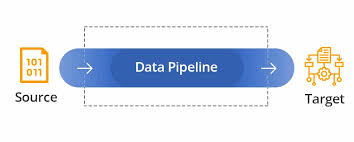 101
011
Source
Data Pipeline
Target